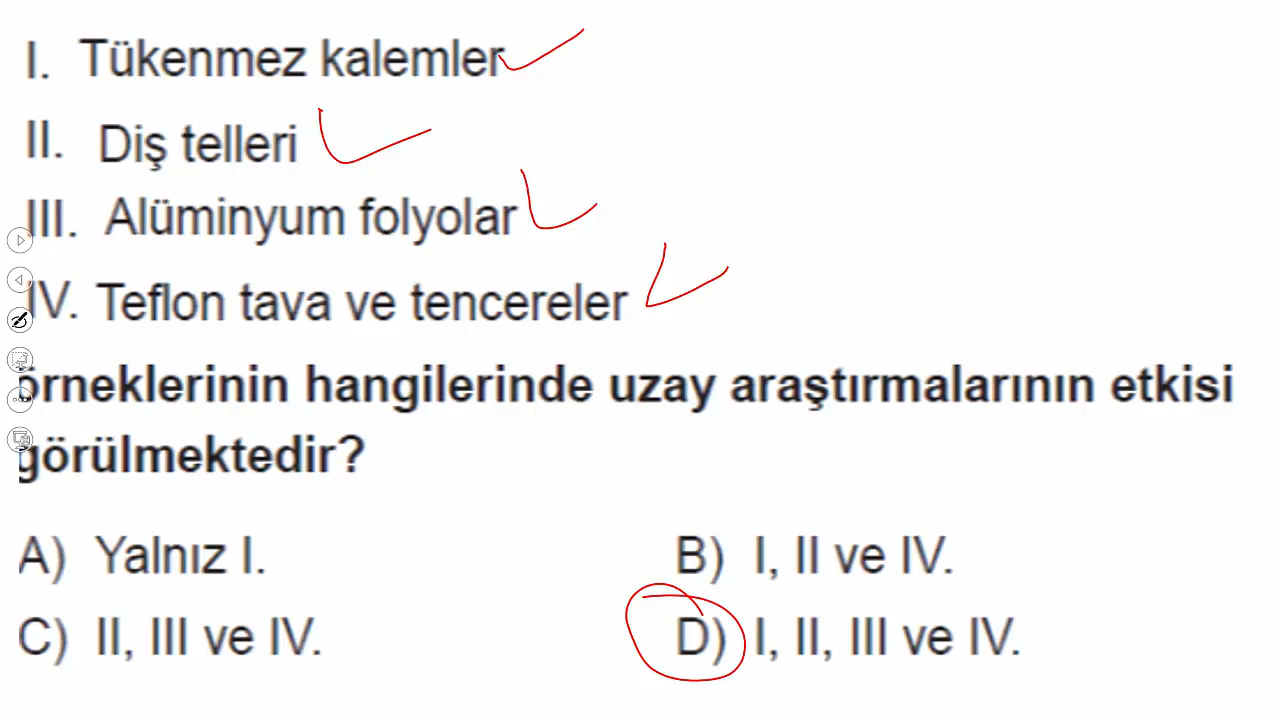 I. Tükenmez kalemler
II. Diş telleri
III. Alüminyum folyolar
IV. Teflon tava ve tencereler
örneklerinin hangilerinde uzay araştırmalarının etkisi
görülmektedir?
A) Yalnız I.
B) I, II ve IV.
C) II, III ve IV.
D) I, II, III ve IV.